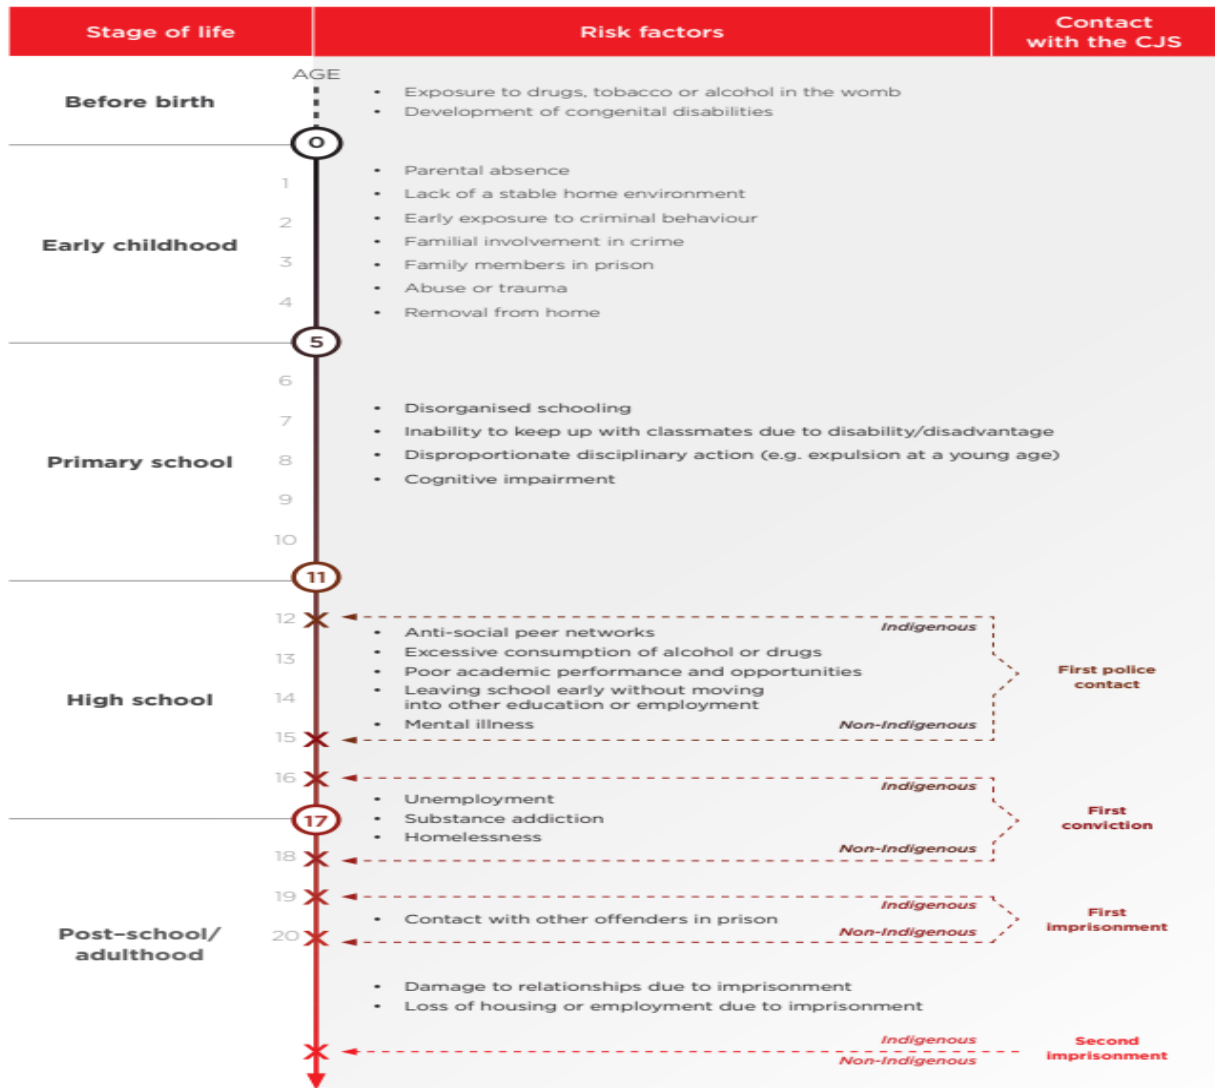 Stage of life
Risk factors
Contact
with the CJS
AGE
Before birth
• Exposure to drugs, tobacco or alcohol in the womb
• Development of congenital disabilities
0
Early childhood
1
2
3
4
• Parental absence
• Lack of a stable home environment
• Early exposure to criminal behaviour
• Familial involvement in crime
• Family members in prison
• Abuse or trauma
• Removal from home
5
Primary school
6
7
8
9
10
• Disorganised schooling
• Inability to keep up with classmates due to disability/disadvantage
• Disproportionate disciplinary action (e.g. expulsion at a young age)
• Cognitive impairment
11
High school
12
13
14
15
16
Indigenous
• Anti-social peer networks
• Excessive consumption of alcohol or drugs
• Poor academic performance and opportunities
• Leaving school early without moving
into other education or employment
• Mental illness
Non-Indigenous
First police
contact
Indigenous
• Unemployment
• Substance addiction
• Homelessness
Non-Indigenous
First
conviction
17
Post–school/
adulthood
18
19
20
Indigenous
• Contact with other offenders in prison
Non-Indigenous
First
imprisonment
• Damage to relationships due to imprisonment
• Loss of housing or employment due to imprisonment
Indigenous
Non-Indigenous
Second
imprisonment